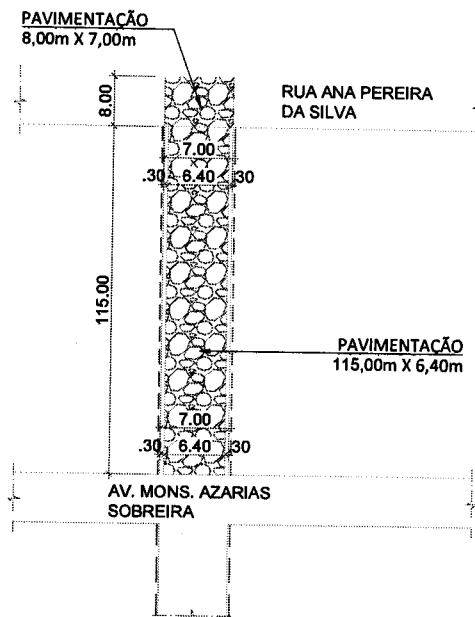 PAVIMENTAÇÃO
8,00m X 7,00m
8.00
RUA ANA PEREIRA
DA SILVA
7.00
.30 6.40 .30
115.00
PAVIMENTAÇÃO
115,00m X 6,40m
7.00
.30 6.40 .30
AV. MONS. AZARIAS
SOBREIRA